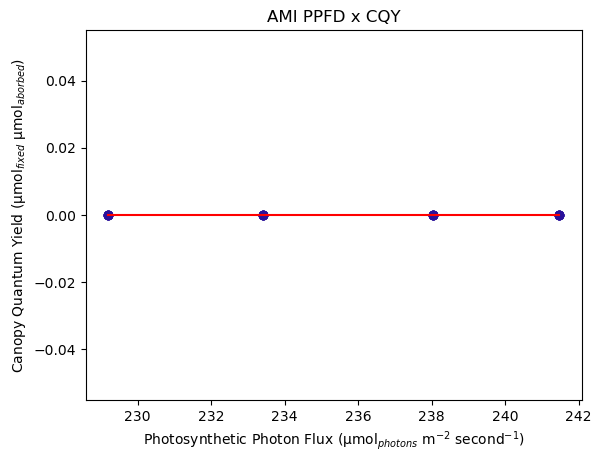 AMI PPFD x CQY
Canopy Quantum Yield (μmol_fixed μmol_aborbed)
0.04
0.02
0.00
−0.02
−0.04
230 232 234 236 238 240 242
Photosynthetic Photon Flux (μmol_photons m⁻² second⁻¹)